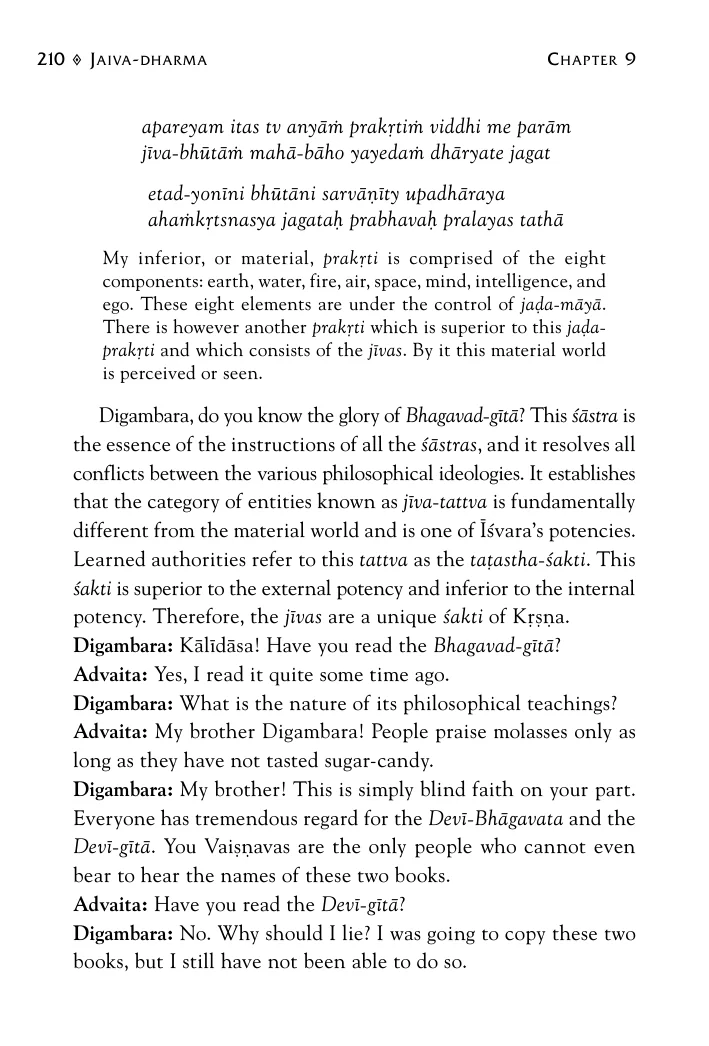 210 ◈ JAIVA-DHARMA CHAPTER 9
apareyam itas tv anyāṁ prakṛtiṁ viddhi me parām
jīva-bhūtāṁ mahā-bāho yayedaṁ dhāryate jagat
etad-yonīni bhūtāni sarvāṇīty upadhāraya
ahaṁkṛtsnasya jagataḥ prabhavaḥ pralayas tathā
My inferior, or material, prakṛti is comprised of the eight
components: earth, water, fire, air, space, mind, intelligence, and
ego. These eight elements are under the control of jaḍa-māyā.
There is however another prakṛti which is superior to this jaḍa-
prakṛti and which consists of the jīvas. By it this material world
is perceived or seen.
Digambara, do you know the glory of Bhagavad-gītā? This śāstra is
the essence of the instructions of all the śāstras, and it resolves all
conflicts between the various philosophical ideologies. It establishes
that the category of entities known as jīva-tattva is fundamentally
different from the material world and is one of Īśvara's potencies.
Learned authorities refer to this tattva as the taṭastha-śakti. This
śakti is superior to the external potency and inferior to the internal
potency. Therefore, the jīvas are a unique śakti of Kṛṣṇa.
Digambara: Kālīdāsa! Have you read the Bhagavad-gītā?
Advaita: Yes, I read it quite some time ago.
Digambara: What is the nature of its philosophical teachings?
Advaita: My brother Digambara! People praise molasses only as
long as they have not tasted sugar-candy.
Digambara: My brother! This is simply blind faith on your part.
Everyone has tremendous regard for the Devī-Bhāgavata and the
Devī-gītā. You Vaiṣṇavas are the only people who cannot even
bear to hear the names of these two books.
Advaita: Have you read the Devī-gītā?
Digambara: No. Why should I lie? I was going to copy these two
books, but I still have not been able to do so.